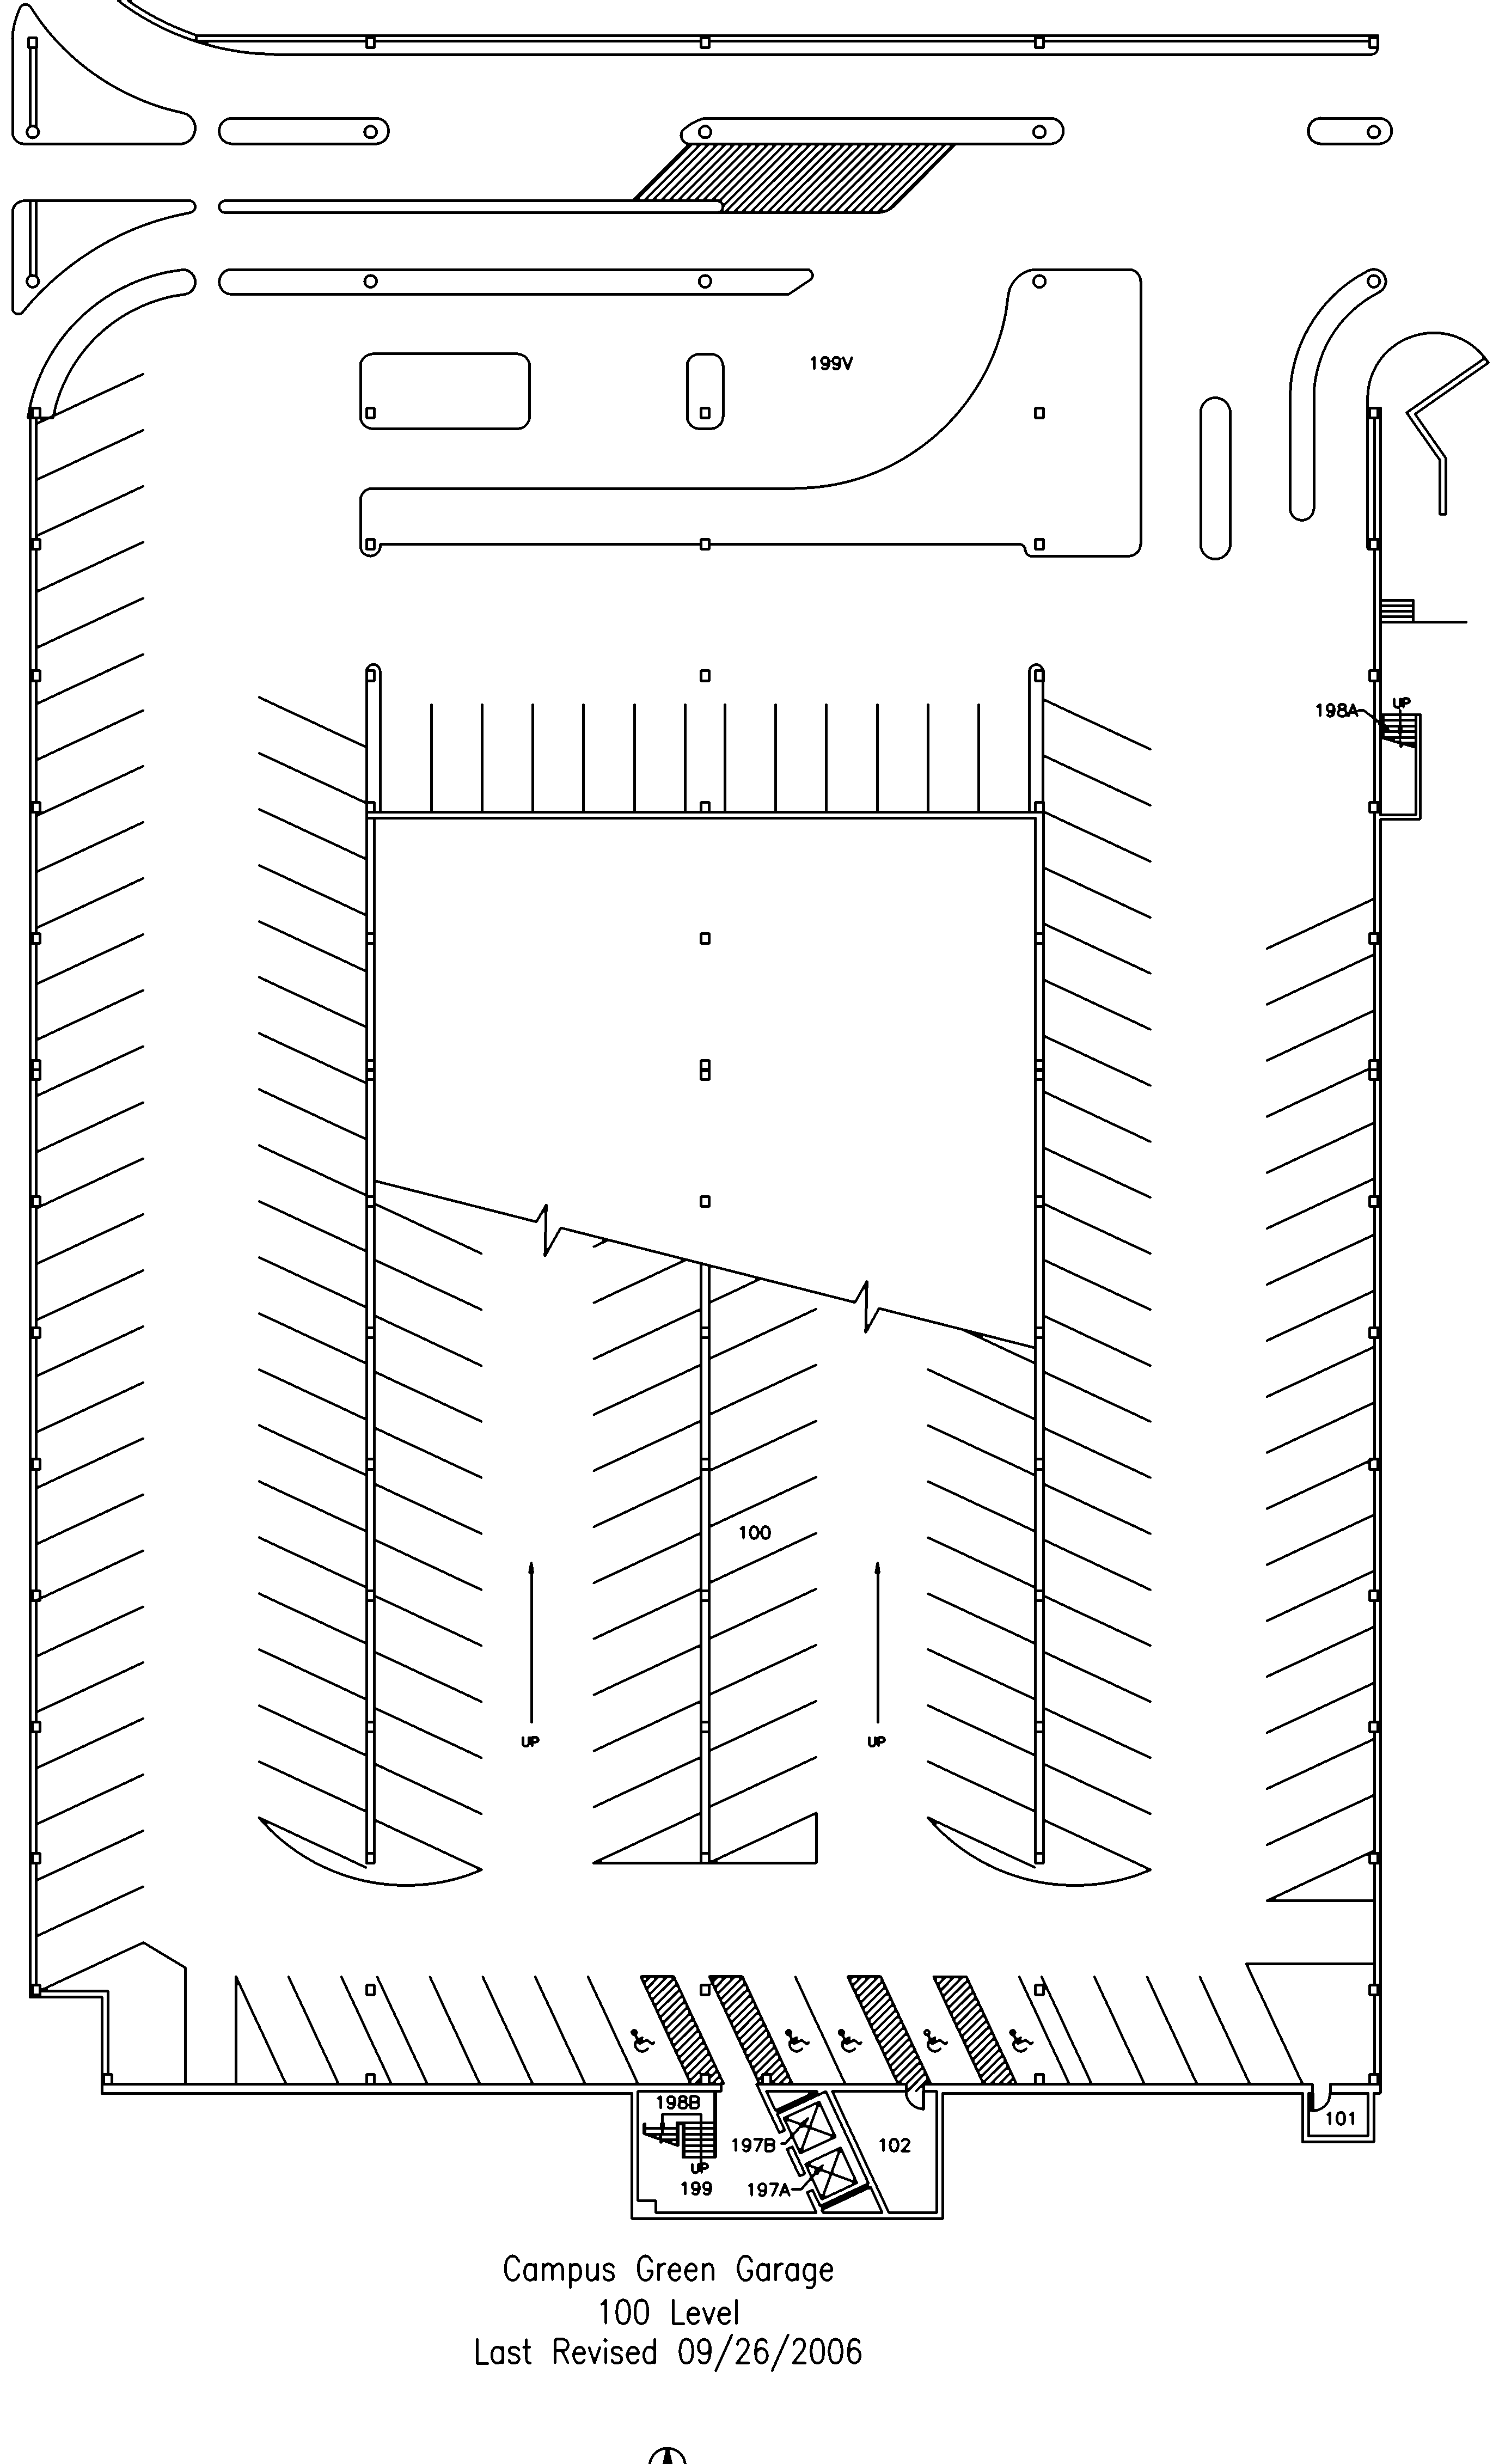 199V
UP
198A
100
UP
UP
198B
197B
102
101
UP
199
197A
Campus Green Garage
100 Level
Last Revised 09/26/2006